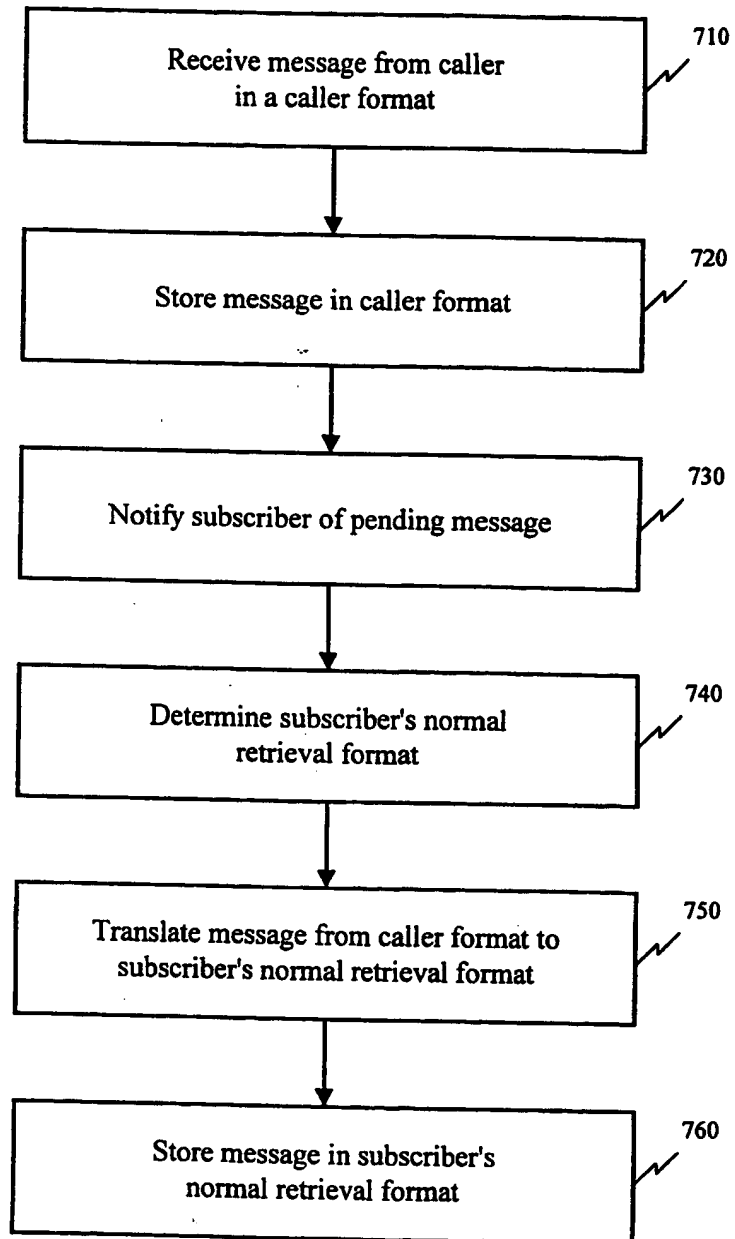 Receive message from caller
in a caller format
710
Store message in caller format
720
Notify subscriber of pending message
730
Determine subscriber's normal
retrieval format
740
Translate message from caller format to
subscriber's normal retrieval format
750
Store message in subscriber's
normal retrieval format
760